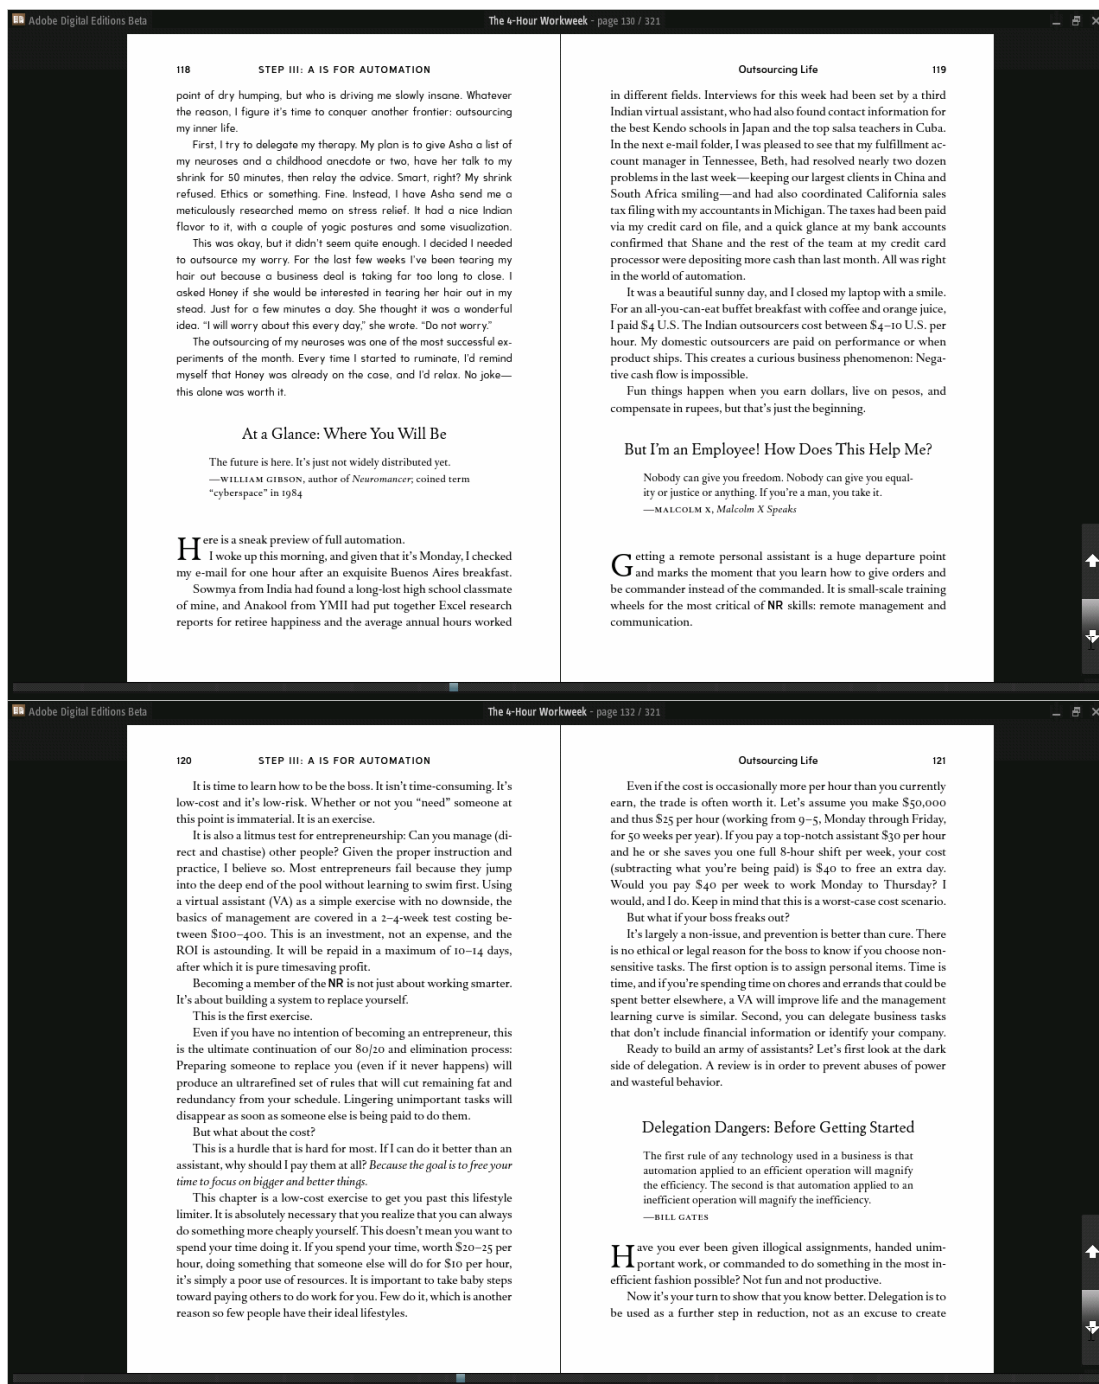 Adobe Digital Editions Beta
The 4-Hour Workweek - page 130 / 321
118 STEP III: A IS FOR AUTOMATION
point of dry humping, but who is driving me slowly insane. Whatever
the reason, I figure it's time to conquer another frontier: outsourcing
my inner life.
First, I try to delegate my therapy. My plan is to give Asha a list of
my neuroses and a childhood anecdote or two, have her talk to my
shrink for 50 minutes, then relay the advice. Smart, right? My shrink
refused. Ethics or something. Fine. Instead, I have Asha send me a
meticulously researched memo on stress relief. It had a nice Indian
flavor to it, with a couple of yogic postures and some visualization.
This was okay, but it didn't seem quite enough. I decided I needed
to outsource my worry. For the last few weeks I've been tearing my
hair out because a business deal is taking far too long to close. I
asked Honey if she would be interested in tearing her hair out in my
stead. Just for a few minutes a day. She thought it was a wonderful
idea. "I will worry about this every day," she wrote. "Do not worry."
The outsourcing of my neuroses was one of the most successful ex-
periments of the month. Every time I started to ruminate, I'd remind
myself that Honey was already on the case, and I'd relax. No joke—
this alone was worth it.
At a Glance: Where You Will Be
The future is here. It's just not widely distributed yet.
—WILLIAM GIBSON, author of Neuromancer; coined term
"cyberspace" in 1984
Here is a sneak preview of full automation.
I woke up this morning, and given that it's Monday, I checked
my e-mail for one hour after an exquisite Buenos Aires breakfast.
Sowmya from India had found a long-lost high school classmate
of mine, and Anakool from YMII had put together Excel research
reports for retiree happiness and the average annual hours worked
Outsourcing Life 119
in different fields. Interviews for this week had been set by a third
Indian virtual assistant, who had also found contact information for
the best Kendo schools in Japan and the top salsa teachers in Cuba.
In the next e-mail folder, I was pleased to see that my fulfillment ac-
count manager in Tennessee, Beth, had resolved nearly two dozen
problems in the last week—keeping our largest clients in China and
South Africa smiling—and had also coordinated California sales
tax filing with my accountants in Michigan. The taxes had been paid
via my credit card on file, and a quick glance at my bank accounts
confirmed that Shane and the rest of the team at my credit card
processor were depositing more cash than last month. All was right
in the world of automation.
It was a beautiful sunny day, and I closed my laptop with a smile.
For an all-you-can-eat buffet breakfast with coffee and orange juice,
I paid $4 U.S. The Indian outsourcers cost between $4–10 U.S. per
hour. My domestic outsourcers are paid on performance or when
product ships. This creates a curious business phenomenon: Nega-
tive cash flow is impossible.
Fun things happen when you earn dollars, live on pesos, and
compensate in rupees, but that's just the beginning.
But I'm an Employee! How Does This Help Me?
Nobody can give you freedom. Nobody can give you equal-
ity or justice or anything. If you're a man, you take it.
—MALCOLM X, Malcolm X Speaks
Getting a remote personal assistant is a huge departure point
and marks the moment that you learn how to give orders and
be commander instead of the commanded. It is small-scale training
wheels for the most critical of NR skills: remote management and
communication.
Adobe Digital Editions Beta
The 4-Hour Workweek - page 132 / 321
120 STEP III: A IS FOR AUTOMATION
It is time to learn how to be the boss. It isn't time-consuming. It's
low-cost and it's low-risk. Whether or not you "need" someone at
this point is immaterial. It is an exercise.
It is also a litmus test for entrepreneurship: Can you manage (di-
rect and chastise) other people? Given the proper instruction and
practice, I believe so. Most entrepreneurs fail because they jump
into the deep end of the pool without learning to swim first. Using
a virtual assistant (VA) as a simple exercise with no downside, the
basics of management are covered in a 2–4-week test costing be-
tween $100–400. This is an investment, not an expense, and the
ROI is astounding. It will be repaid in a maximum of 10–14 days,
after which it is pure timesaving profit.
Becoming a member of the NR is not just about working smarter.
It's about building a system to replace yourself.
This is the first exercise.
Even if you have no intention of becoming an entrepreneur, this
is the ultimate continuation of our 80/20 and elimination process:
Preparing someone to replace you (even if it never happens) will
produce an ultrarefined set of rules that will cut remaining fat and
redundancy from your schedule. Lingering unimportant tasks will
disappear as soon as someone else is being paid to do them.
But what about the cost?
This is a hurdle that is hard for most. If I can do it better than an
assistant, why should I pay them at all? Because the goal is to free your
time to focus on bigger and better things.
This chapter is a low-cost exercise to get you past this lifestyle
limiter. It is absolutely necessary that you realize that you can always
do something more cheaply yourself. This doesn't mean you want to
spend your time doing it. If you spend your time, worth $20–25 per
hour, doing something that someone else will do for $10 per hour,
it's simply a poor use of resources. It is important to take baby steps
toward paying others to do work for you. Few do it, which is another
reason so few people have their ideal lifestyles.
Outsourcing Life 121
Even if the cost is occasionally more per hour than you currently
earn, the trade is often worth it. Let's assume you make $50,000
and thus $25 per hour (working from 9–5, Monday through Friday,
for 50 weeks per year). If you pay a top-notch assistant $30 per hour
and he or she saves you one full 8-hour shift per week, your cost
(subtracting what you're being paid) is $40 to free an extra day.
Would you pay $40 per week to work Monday to Thursday? I
would, and I do. Keep in mind that this is a worst-case cost scenario.
But what if your boss freaks out?
It's largely a non-issue, and prevention is better than cure. There
is no ethical or legal reason for the boss to know if you choose non-
sensitive tasks. The first option is to assign personal items. Time is
time, and if you're spending time on chores and errands that could be
spent better elsewhere, a VA will improve life and the management
learning curve is similar. Second, you can delegate business tasks
that don't include financial information or identify your company.
Ready to build an army of assistants? Let's first look at the dark
side of delegation. A review is in order to prevent abuses of power
and wasteful behavior.
Delegation Dangers: Before Getting Started
The first rule of any technology used in a business is that
automation applied to an efficient operation will magnify
the efficiency. The second is that automation applied to an
inefficient operation will magnify the inefficiency.
—BILL GATES
Have you ever been given illogical assignments, handed unim-
portant work, or commanded to do something in the most in-
efficient fashion possible? Not fun and not productive.
Now it's your turn to show that you know better. Delegation is to
be used as a further step in reduction, not as an excuse to create